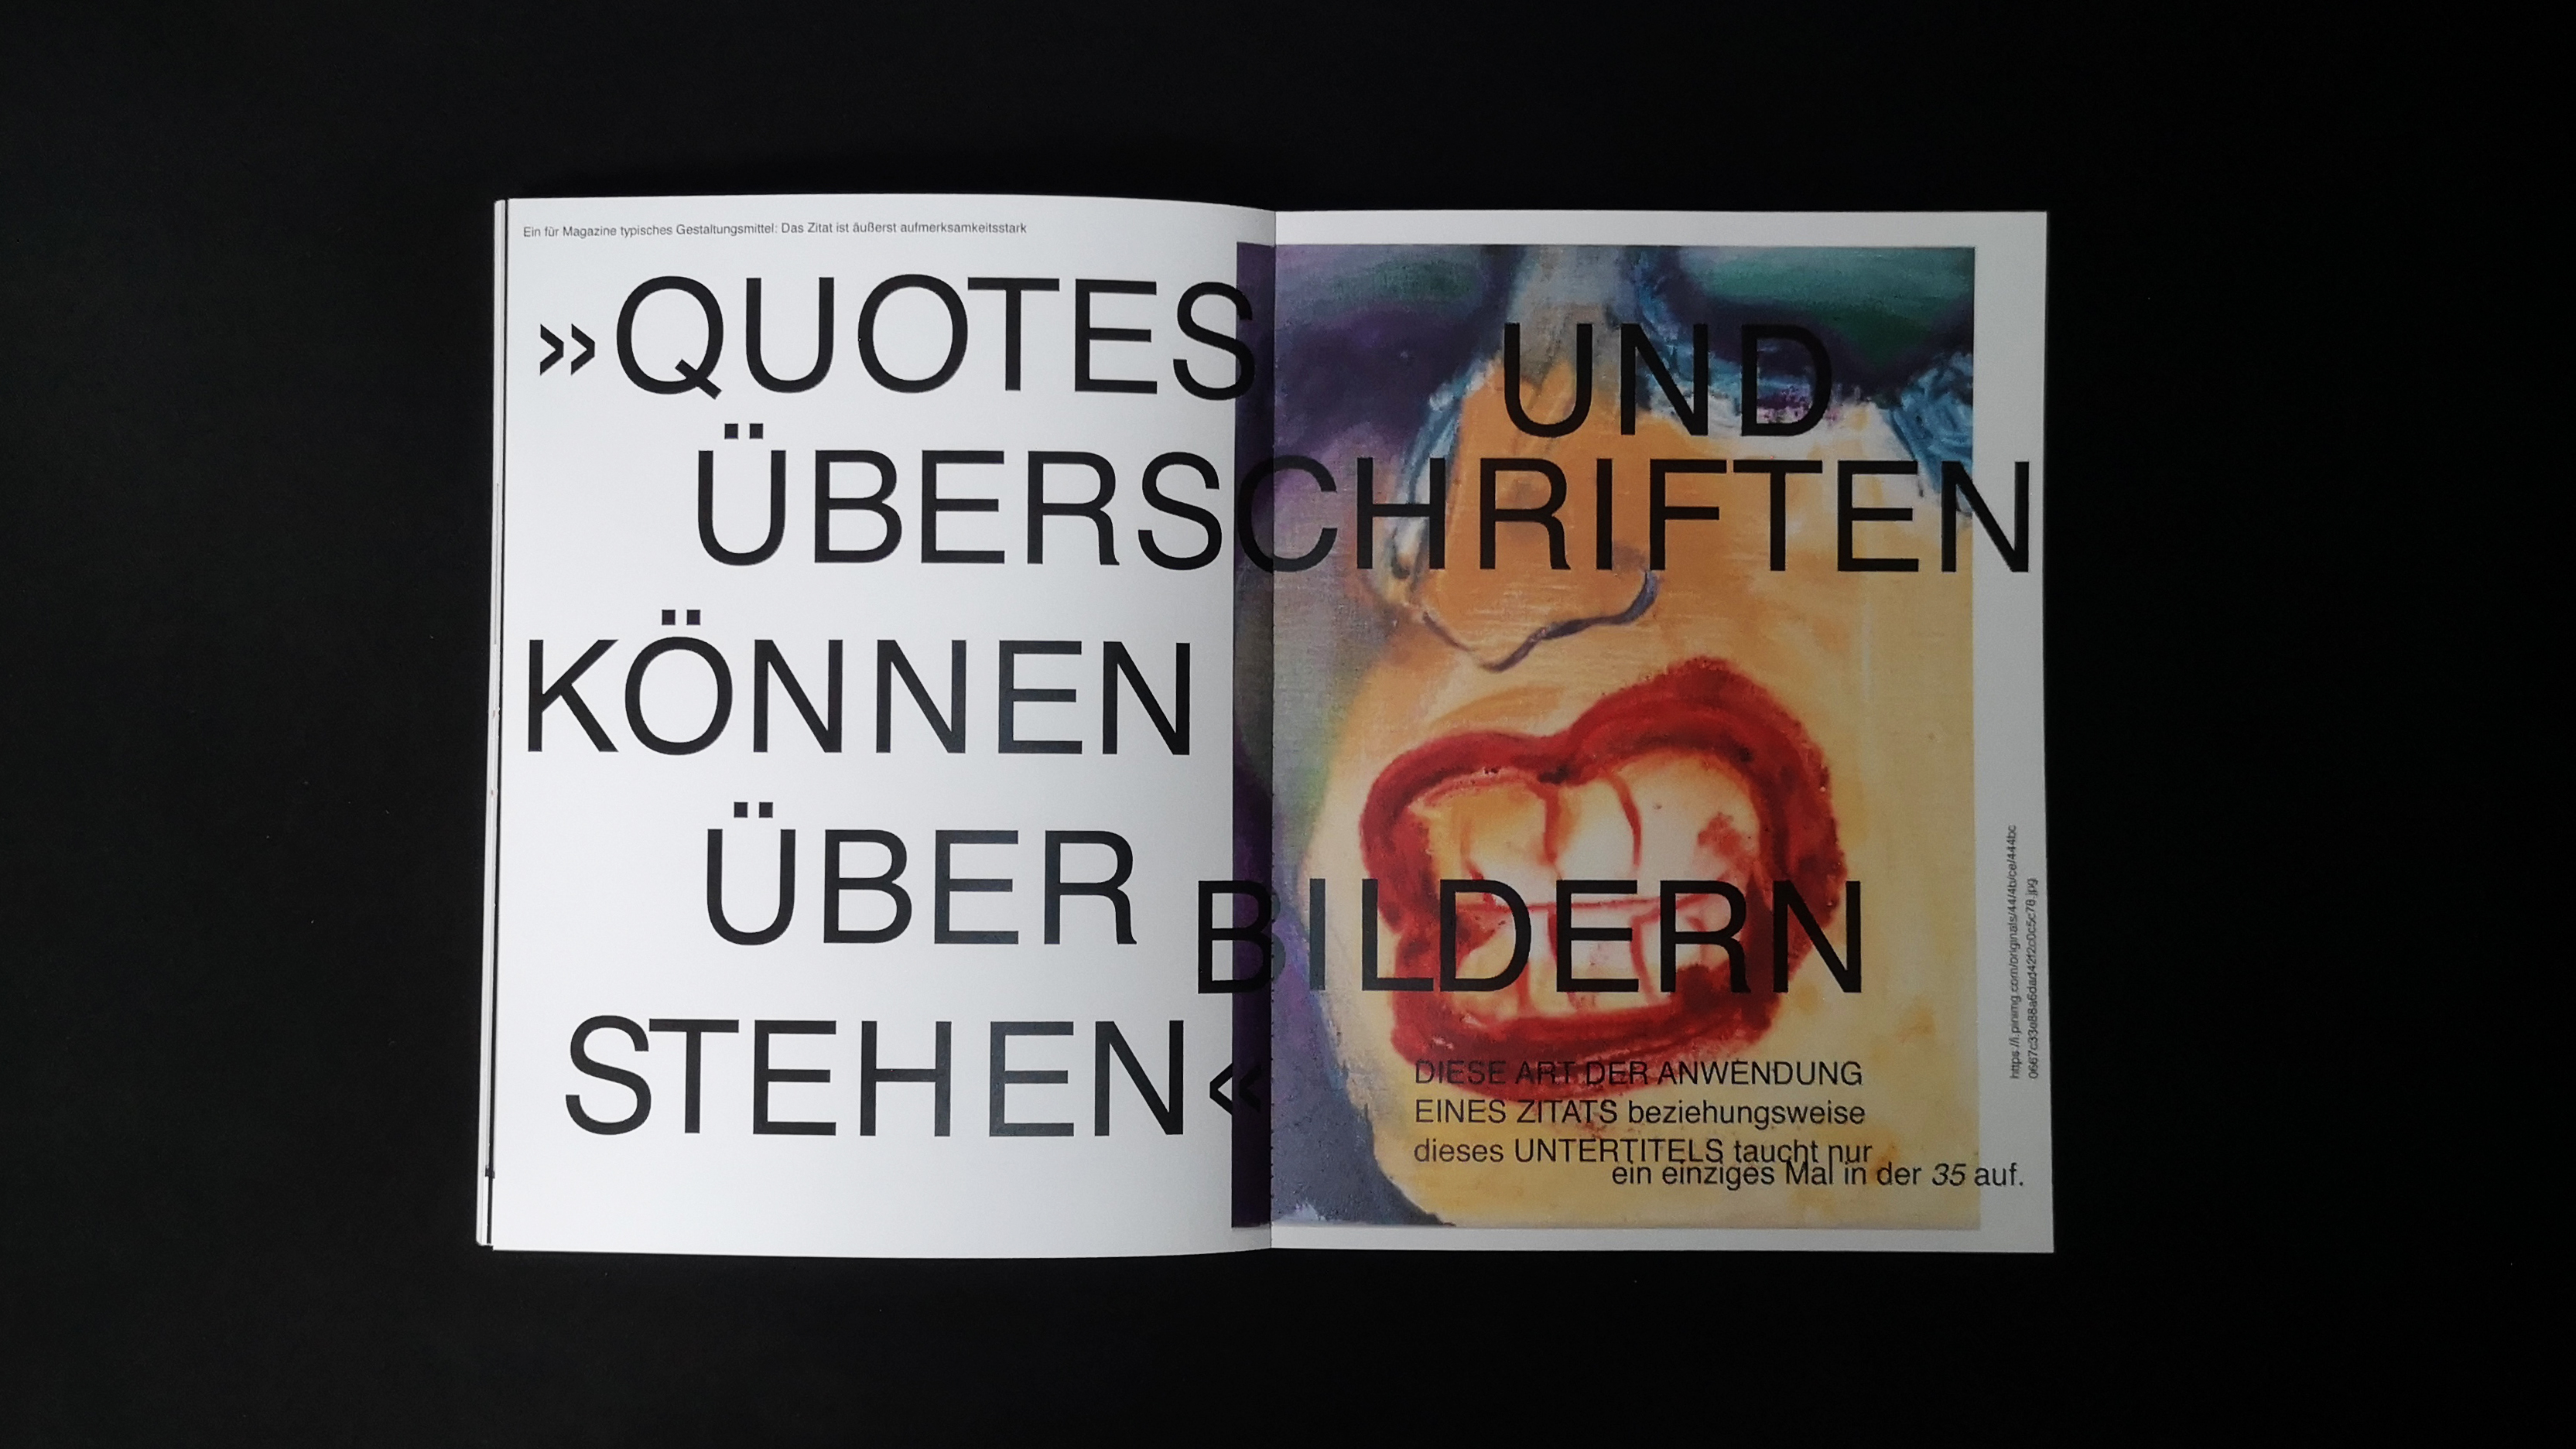 Ein für Magazine typisches Gestaltungsmittel: Das Zitat ist äußerst aufmerksamkeitsstark
»QUOTES UND
ÜBERSCHRIFTEN
KÖNNEN
ÜBER BILDERN
STEHEN«
DIESE ART DER ANWENDUNG
EINES ZITATS beziehungsweise
dieses UNTERTITELS taucht nur
ein einziges Mal in der 35 auf.
https://i.pinimg.com/originals/44/4b/ce/444bc